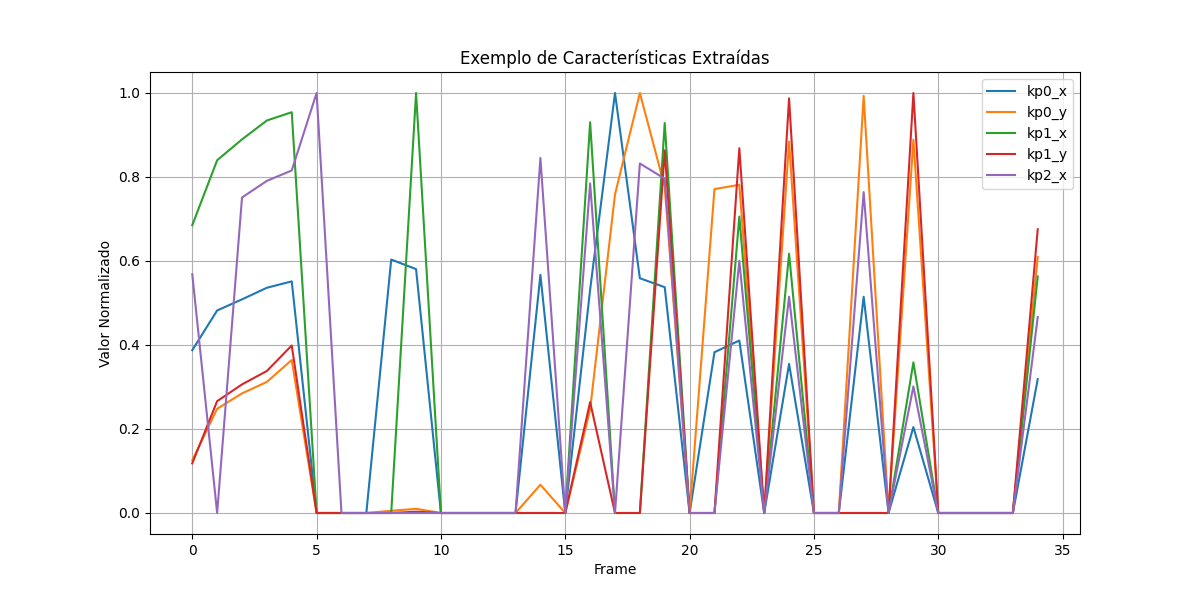 Exemplo de Características Extraídas
Valor Normalizado
1.0
0.8
0.6
0.4
0.2
0.0
0 5 10 15 20 25 30 35
Frame
kp0_x
kp0_y
kp1_x
kp1_y
kp2_x